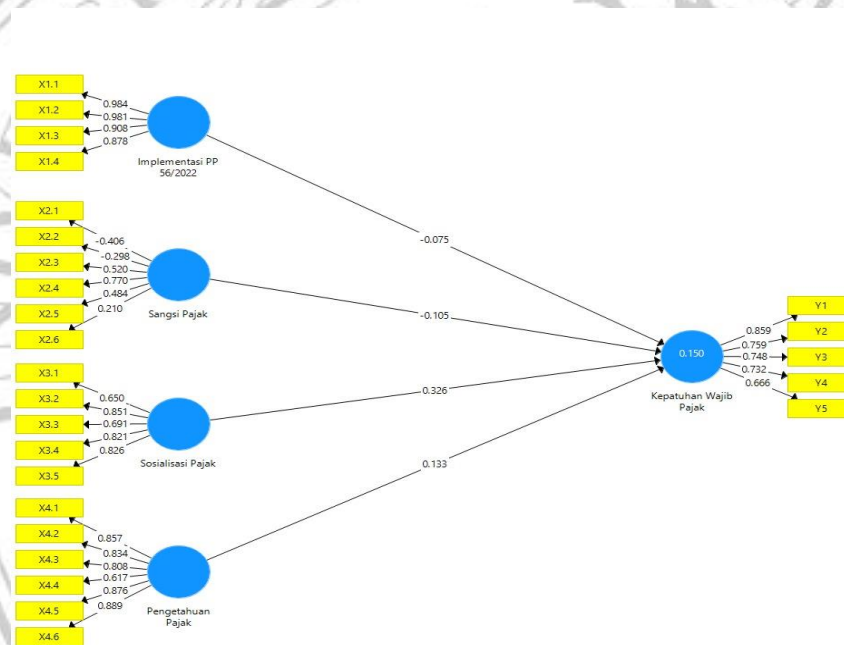 X1.1
X1.2
X1.3
X1.4
0.984
0.981
0.908
0.878
Implementasi PP
56/2022
-0.075
X2.1
X2.2
X2.3
X2.4
X2.5
X2.6
-0.406
-0.298
0.520
0.770
0.484
0.210
Sangsi Pajak
-0.105
X3.1
X3.2
X3.3
X3.4
X3.5
0.650
0.851
0.691
0.821
0.826
Sosialisasi Pajak
0.326
X4.1
X4.2
X4.3
X4.4
X4.5
X4.6
0.857
0.834
0.808
0.617
0.876
0.889
Pengetahuan
Pajak
0.133
0.150
Kepatuhan Wajib
Pajak
0.859
0.759
0.748
0.732
0.666
Y1
Y2
Y3
Y4
Y5